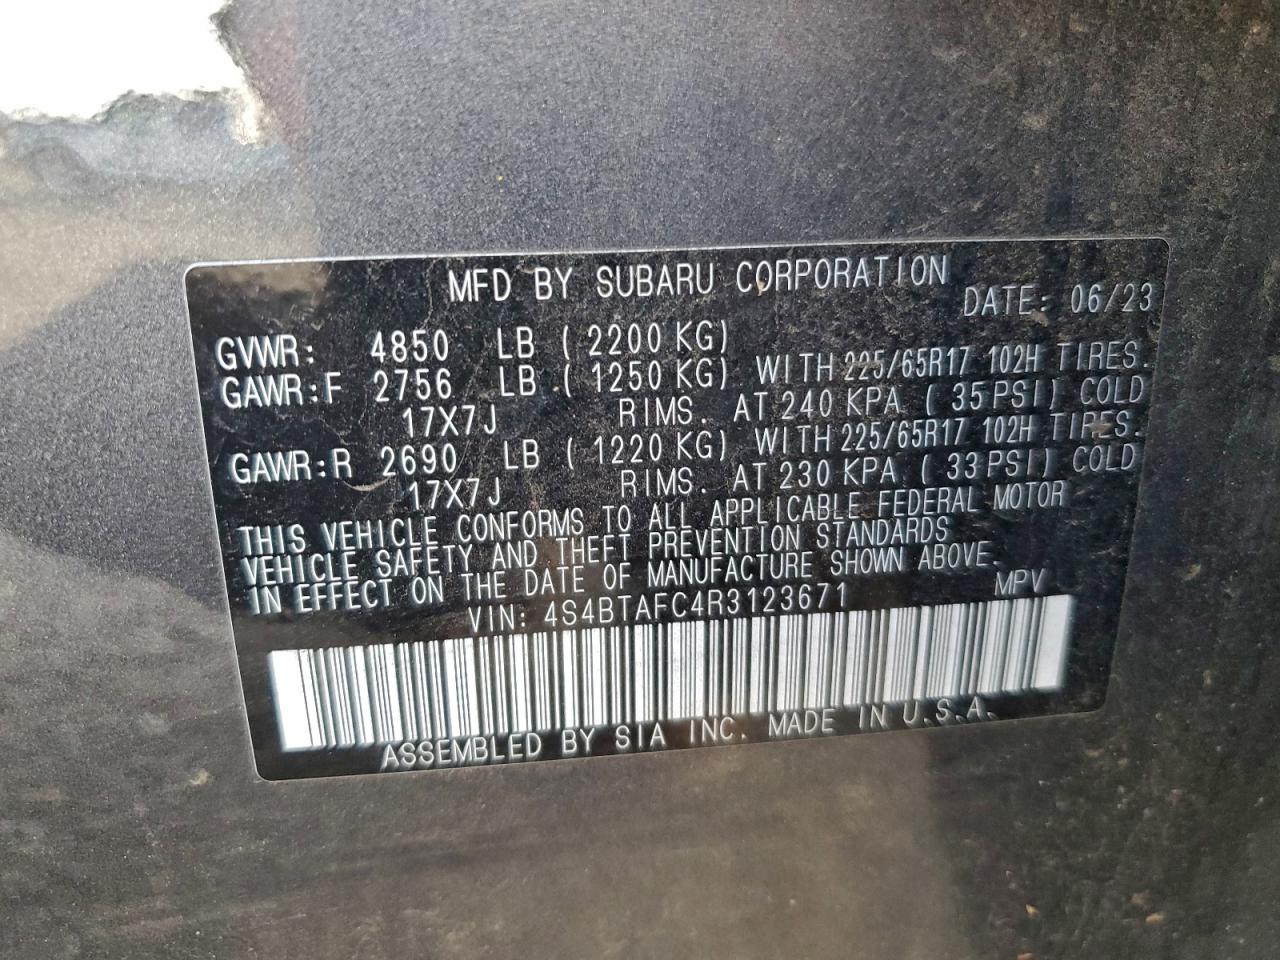 MFD BY SUBARU CORPORATION
DATE: 06/23
GVWR: 4850 LB ( 2200 KG)
GAWR:F 2756 LB ( 1250 KG) WITH 225/65R17 102H TIRES.
17X7J RIMS. AT 240 KPA ( 35 PSI) COLD
GAWR:R 2690 LB ( 1220 KG) WITH 225/65R17 102H TIRES.
17X7J RIMS. AT 230 KPA ( 33 PSI) COLD
THIS VEHICLE CONFORMS TO ALL APPLICABLE FEDERAL MOTOR
VEHICLE SAFETY AND THEFT PREVENTION STANDARDS
IN EFFECT ON THE DATE OF MANUFACTURE SHOWN ABOVE.
VIN: 4S4BTAFC4R3123671 MPV
ASSEMBLED BY SIA INC. MADE IN U.S.A.